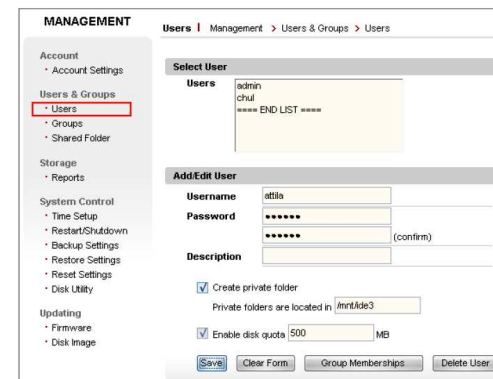 MANAGEMENT
Users | Management > Users & Groups > Users
Account
· Account Settings
Users & Groups
· Users
· Groups
· Shared Folder
Storage
· Reports
System Control
· Time Setup
· Restart/Shutdown
· Backup Settings
· Restore Settings
· Reset Settings
· Disk Utility
Updating
· Firmware
· Disk Image
Select User
Users
admin
chul
==== END LIST ====
Add/Edit User
Username attila
Password ••••••
•••••• (confirm)
Description
Create private folder
Private folders are located in /mnt/ide3
Enable disk quota 500 MB
Save Clear Form Group Memberships Delete User